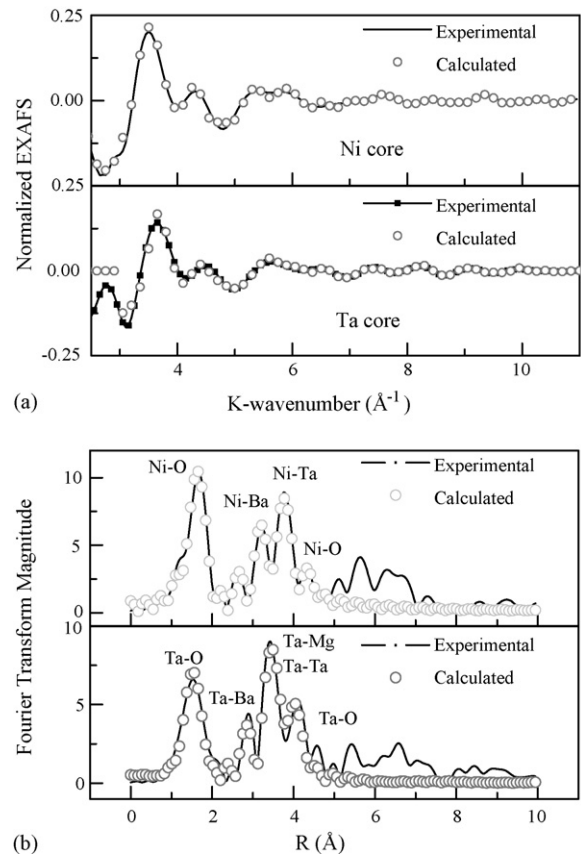 0.25
Experimental
Calculated
0.00
Ni core
0.25
Experimental
Calculated
0.00
Ta core
-0.25
4 6 8 10
Normalized EXAFS
(a)
K-wavenumber (Å-1)
Ni-O
Ni-Ta
Experimental
10
Ni-Ba
Calculated
5
Ni-O
0
10
Ta-Mg
Experimental
Ta-O
Ta-Ta
Calculated
Ta-Ba
5
Ta-O
0
0 2 4 6 8 10
Fourier Transform Magnitude
(b)
R (Å)